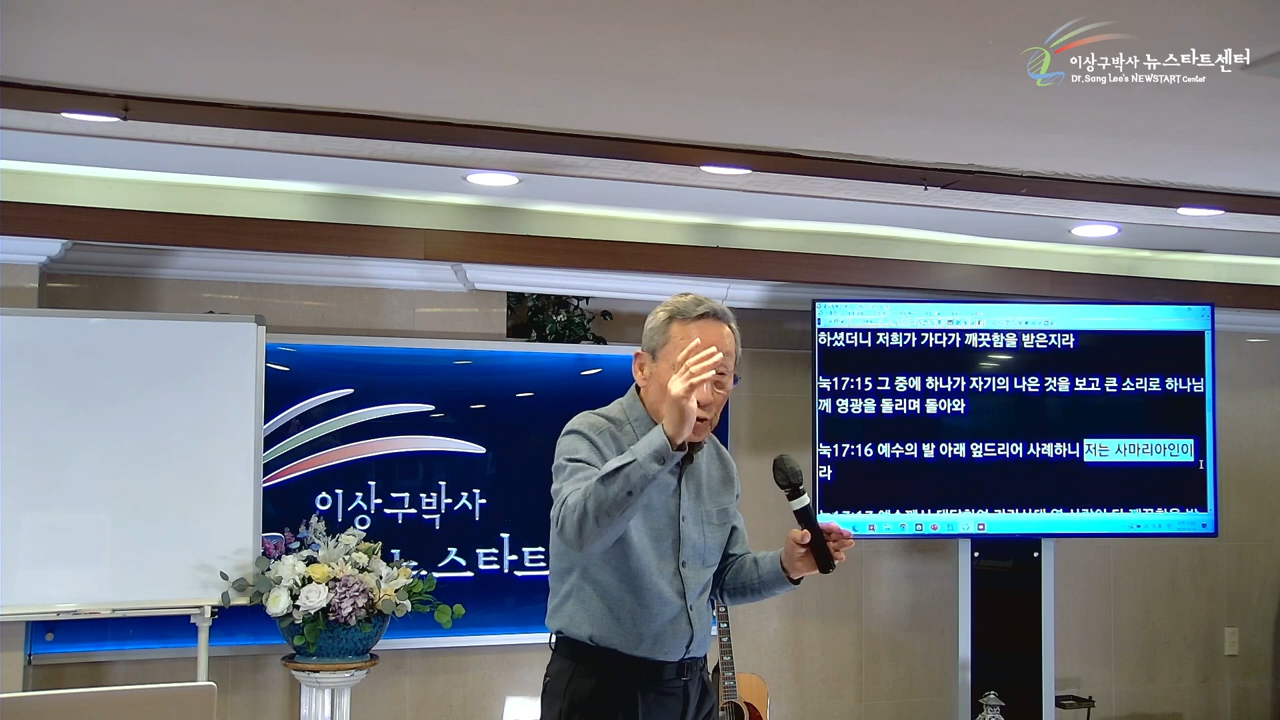 이상구박사 뉴스타트센터
Dr. Sang Lee's NEWSTART Center
하셨더니 저희가 가다가 깨끗함을 받은지라
눅17:15 그 중에 하나가 자기의 나은 것을 보고 큰 소리로 하나님
께 영광을 돌리며 돌아와
눅17:16 예수의 발 아래 엎드리어 사례하니 저는 사마리아인이
라
이상구박사
뉴스타트